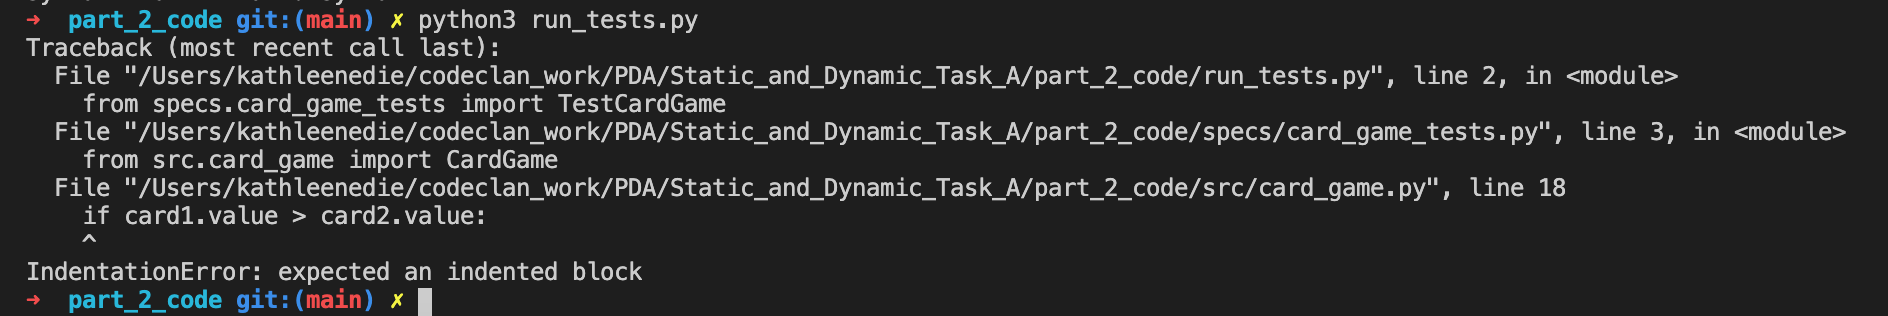 ➜ part_2_code git:(main) ✗ python3 run_tests.py
Traceback (most recent call last):
  File "/Users/kathleenedie/codeclan_work/PDA/Static_and_Dynamic_Task_A/part_2_code/run_tests.py", line 2, in <module>
    from specs.card_game_tests import TestCardGame
  File "/Users/kathleenedie/codeclan_work/PDA/Static_and_Dynamic_Task_A/part_2_code/specs/card_game_tests.py", line 3, in <module>
    from src.card_game import CardGame
  File "/Users/kathleenedie/codeclan_work/PDA/Static_and_Dynamic_Task_A/part_2_code/src/card_game.py", line 18
    if card1.value > card2.value:
    ^
IndentationError: expected an indented block
➜ part_2_code git:(main) ✗